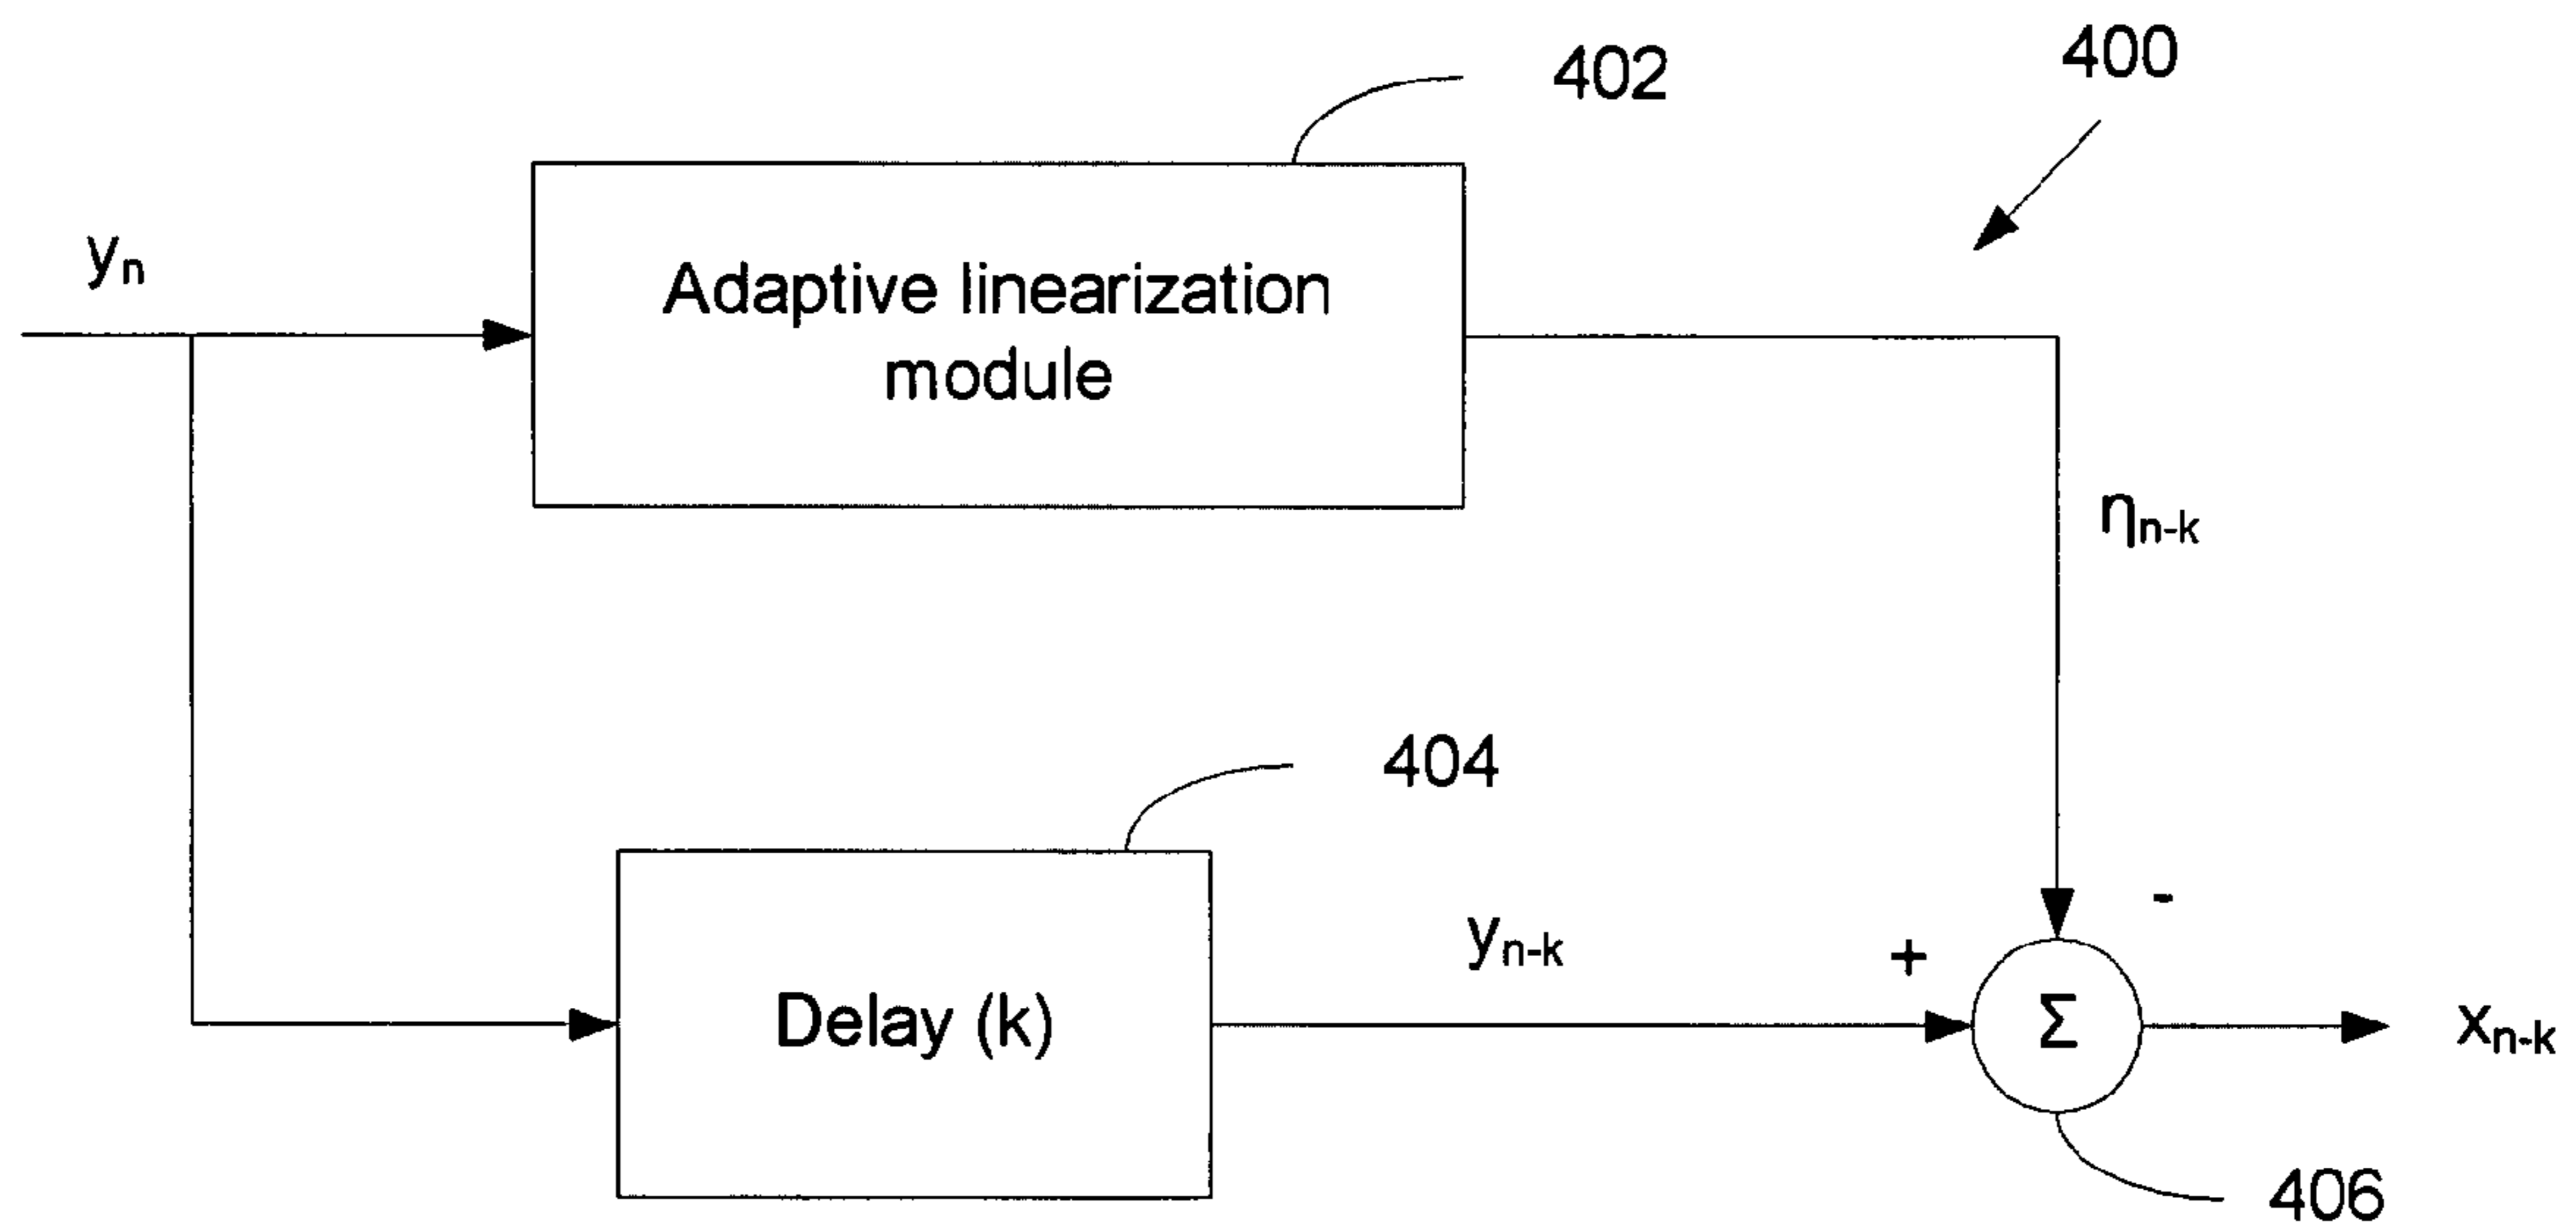 402
400
yn
Adaptive linearization
module
ηn-k
404
yn-k
-
+
Delay (k)
Σ
xn-k
406